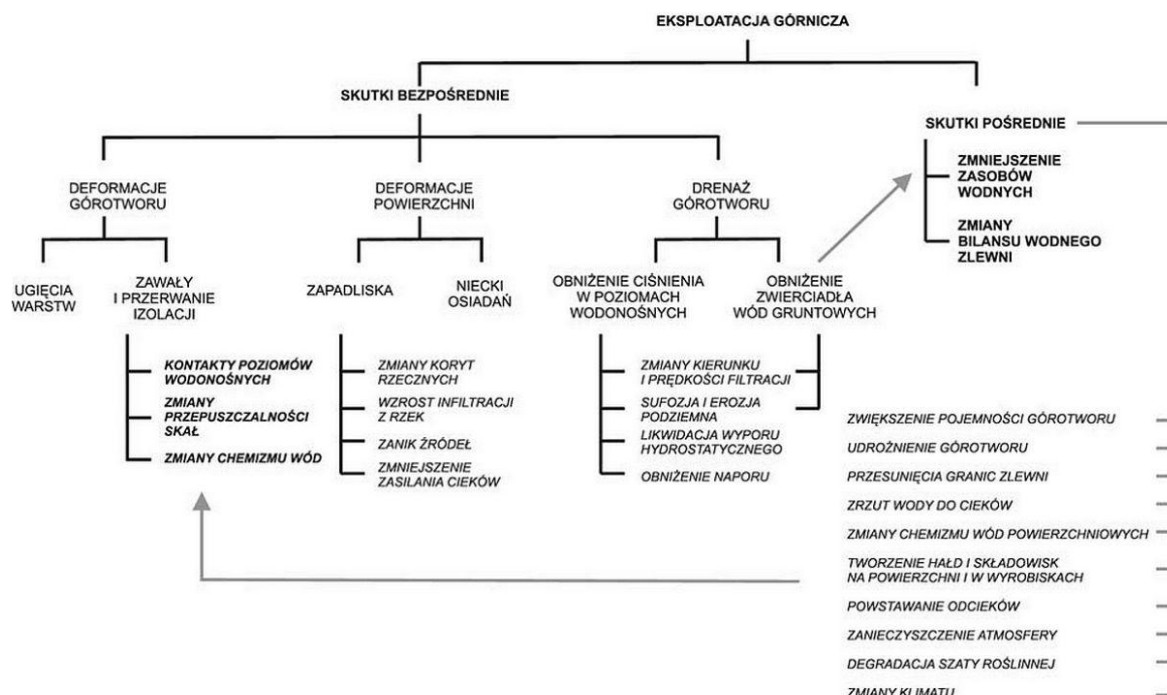 EKSPLOATACJA GÓRNICZA
SKUTKI BEZPOŚREDNIE
SKUTKI POŚREDNIE
ZMNIEJSZENIE
ZASOBÓW
WODNYCH
ZMIANY
BILANSU WODNEGO
ZLEWNI
DEFORMACJE
GÓROTWORU
DEFORMACJE
POWIERZCHNI
DRENAŻ
GÓROTWORU
UGIĘCIA
WARSTW
ZAWAŁY
I PRZERWANIE
IZOLACJI
ZAPADLISKA
NIECKI
OSIADAŃ
OBNIŻENIE CIŚNIENIA
W POZIOMACH
WODONOŚNYCH
OBNIŻENIE
ZWIERCIADŁA
WÓD GRUNTOWYCH
KONTAKTY POZIOMÓW
WODONOŚNYCH
ZMIANY
PRZEPUSZCZALNOŚCI
SKAŁ
ZMIANY CHEMIZMU WÓD
ZMIANY KORYT
RZECZNYCH
WZROST INFILTRACJI
Z RZEK
ZANIK ŹRÓDEŁ
ZMNIEJSZENIE
ZASILANIA CIEKÓW
ZMIANY KIERUNKU
I PRĘDKOŚCI FILTRACJI
SUFOZJA I EROZJA
PODZIEMNA
LIKWIDACJA WYPORU
HYDROSTATYCZNEGO
OBNIŻENIE NAPORU
ZWIĘKSZENIE POJEMNOŚCI GÓROTWORU
UDROŻNIENIE GÓROTWORU
PRZESUNIĘCIA GRANIC ZLEWNI
ZRZUT WODY DO CIEKÓW
ZMIANY CHEMIZMU WÓD POWIERZCHNIOWYCH
TWORZENIE HAŁD I SKŁADOWISK
NA POWIERZCHNI I W WYROBISKACH
POWSTAWANIE ODCIEKÓW
ZANIECZYSZCZENIE ATMOSFERY
DEGRADACJA SZATY ROŚLINNEJ
ZMIANY KLIMATU